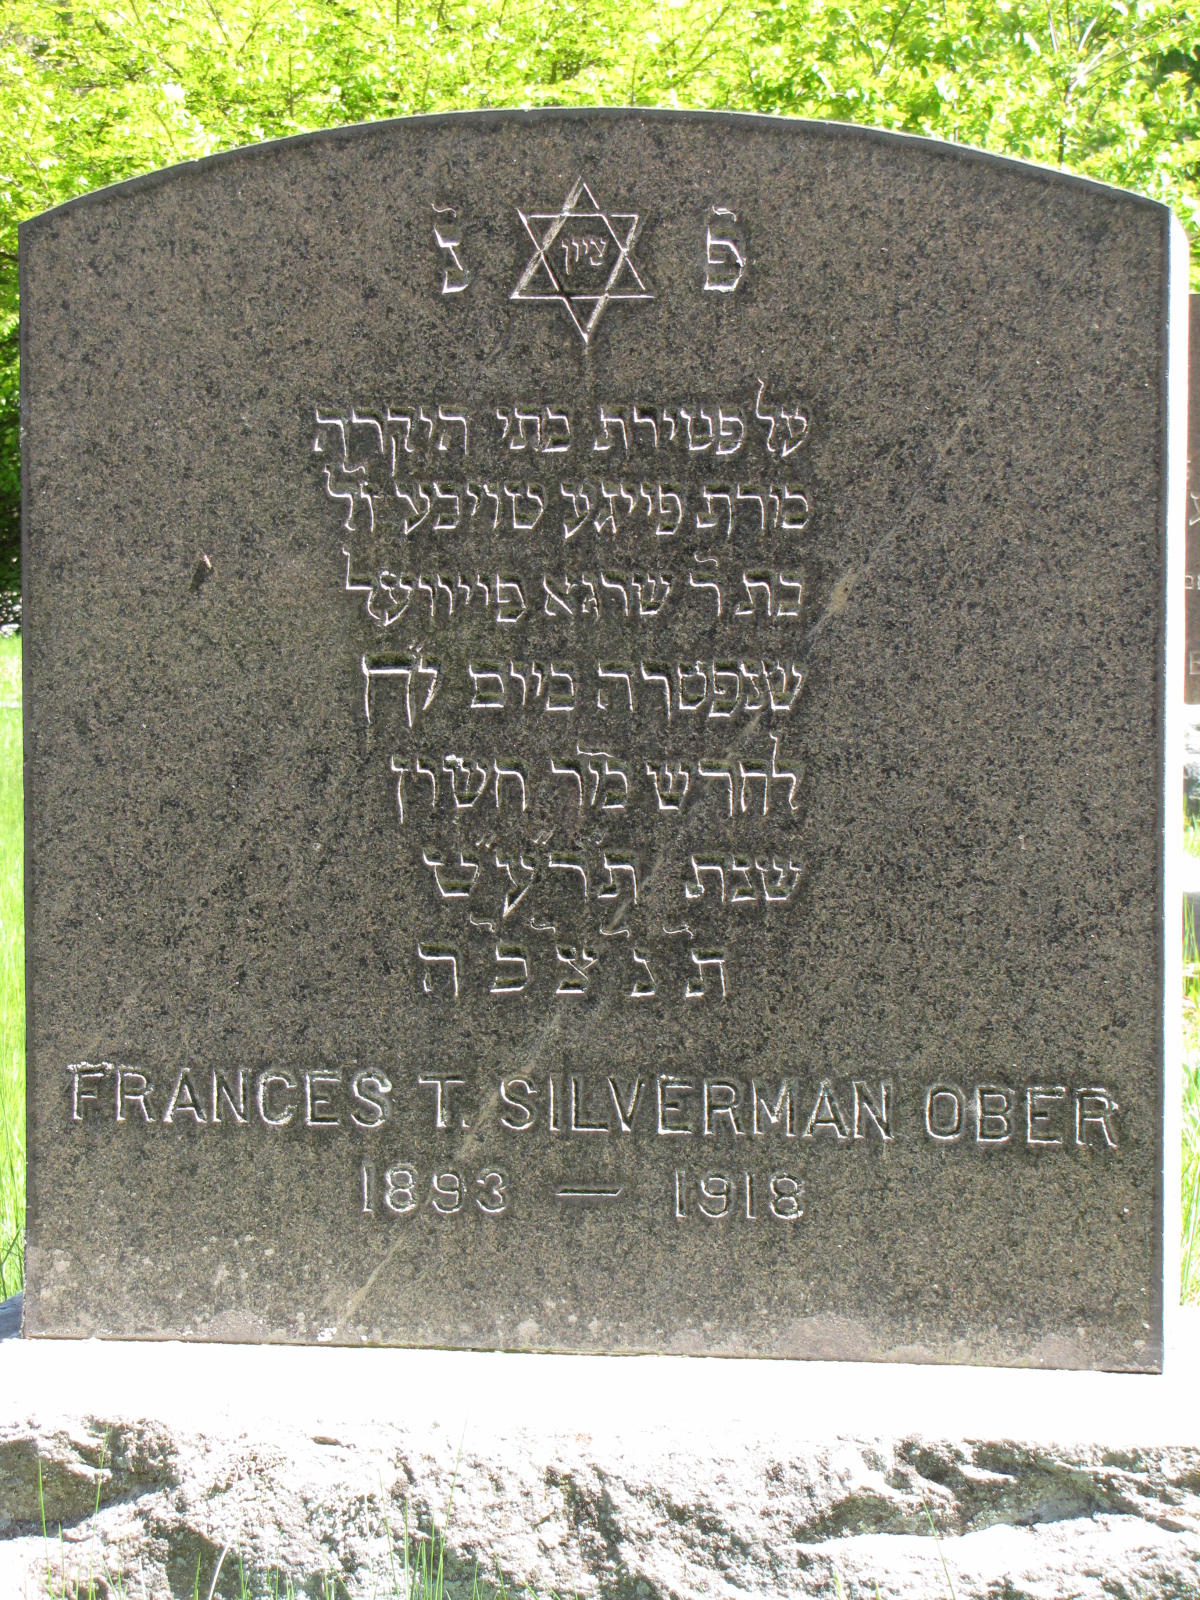 פ' ציון נ'
על פטירת בתי היקרה
מרת פייגע טויבע ז"ל
בת ר' שרגא פייוועל
שנפטרה ביום י"ח
לחדש מר חשון
שנת ת"ר"ע"ט
ת' נ' צ' ב' ה
FRANCES T. SILVERMAN OBER
1893 — 1918